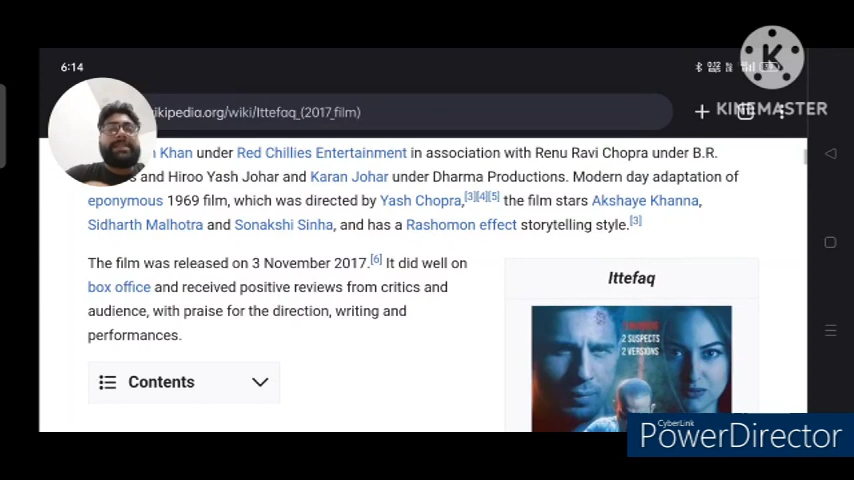 6:14
K
KINEMASTER
ikipedia.org/wiki/Ittefaq_(2017_film)
Khan under Red Chillies Entertainment in association with Renu Ravi Chopra under B.R.
and Hiroo Yash Johar and Karan Johar under Dharma Productions. Modern day adaptation of
eponymous 1969 film, which was directed by Yash Chopra,[3][4][5] the film stars Akshaye Khanna,
Sidharth Malhotra and Sonakshi Sinha, and has a Rashomon effect storytelling style.[3]
The film was released on 3 November 2017.[6] It did well on
box office and received positive reviews from critics and
audience, with praise for the direction, writing and
performances.
Contents
Ittefaq
2 SUSPECTS
2 VERSIONS
CyberLink
PowerDirector